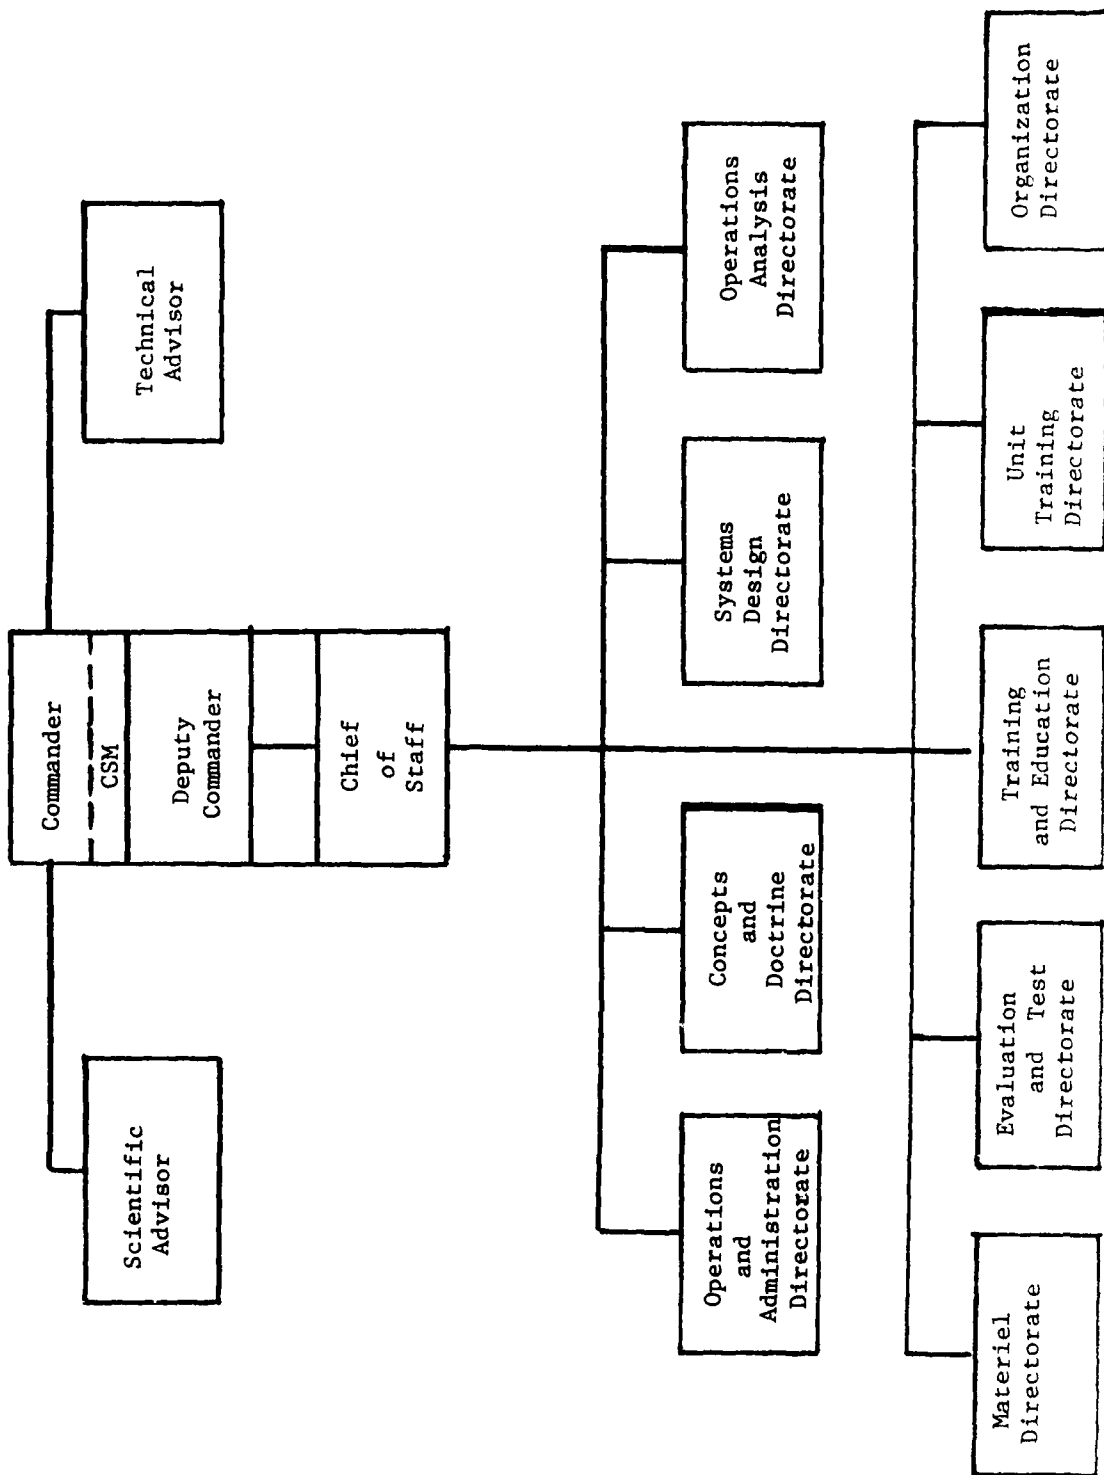 Commander
CSM
Deputy
Commander
Chief
of
Staff
Scientific
Advisor
Technical
Advisor
Operations
and
Administration
Directorate
Concepts
and
Doctrine
Directorate
Systems
Design
Directorate
Operations
Analysis
Directorate
Materiel
Directorate
Evaluation
and Test
Directorate
Training
and Education
Directorate
Unit
Training
Directorate
Organization
Directorate